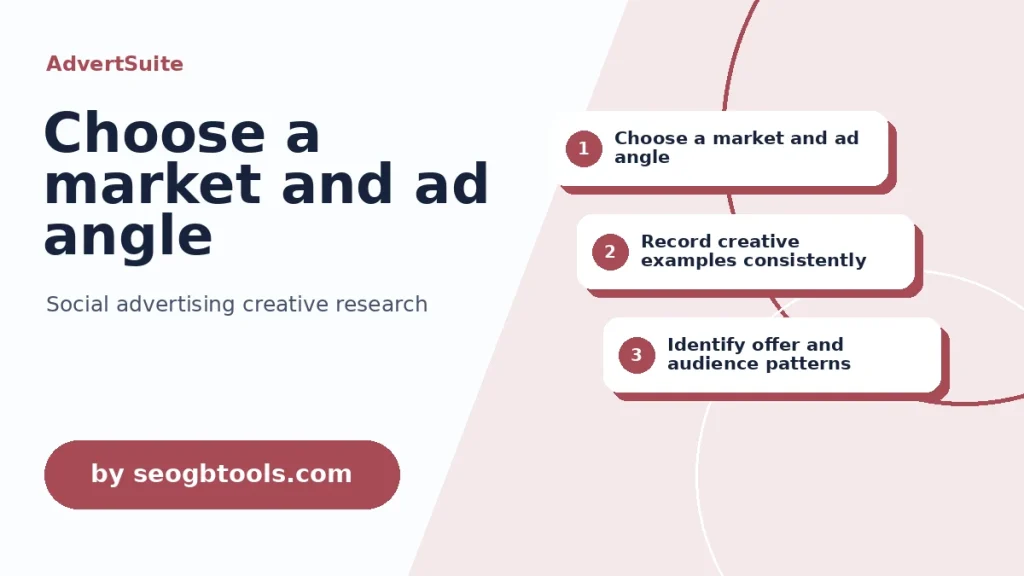 AdvertSuite
Choose a
market and ad
angle
Social advertising creative research
by seogbtools.com
1
Choose a market and ad
angle
2
Record creative
examples consistently
3
Identify offer and
audience patterns